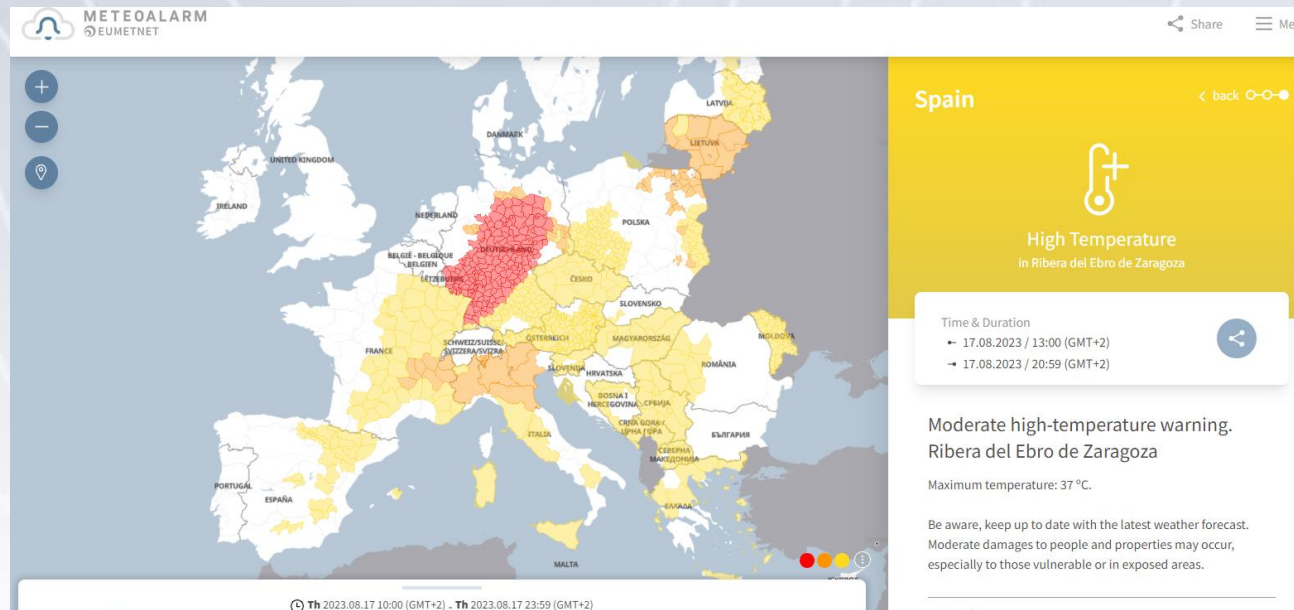 METEOALARM
EUMETNET
Share
Me
LATVIJA
DANMARK
LIETUVA
UNITED KINGDOM
IRELAND
NEDERLAND
POLSKA
DEUTSCHLAND
BELGIË - BELGIQUE
BELGIEN
LËTZEBUERG
ČESKO
SLOVENSKO
FRANCE
SCHWEIZ/SUISSE/
SVIZZERA/SVIZRA
ÖSTERREICH
MAGYARORSZÁG
MOLDOVA
SLOVENIJA
HRVATSKA
ROMÂNIA
BOSNA I
HERCEGOVINA
СРБИЈА
CRNA GORA /
ЦРНА ГОРА
ITALIA
БЪЛГАРИЯ
СЕВЕРНА
МАКЕДОНИЈА
PORTUGAL
ESPAÑA
ΕΛΛΑΔΑ
MALTA
Th 2023.08.17 10:00 (GMT+2) - Th 2023.08.17 23:59 (GMT+2)
Spain
back
High Temperature
in Ribera del Ebro de Zaragoza
Time & Duration
17.08.2023 / 13:00 (GMT+2)
17.08.2023 / 20:59 (GMT+2)
Moderate high-temperature warning.
Ribera del Ebro de Zaragoza
Maximum temperature: 37 ºC.
Be aware, keep up to date with the latest weather forecast.
Moderate damages to people and properties may occur,
especially to those vulnerable or in exposed areas.